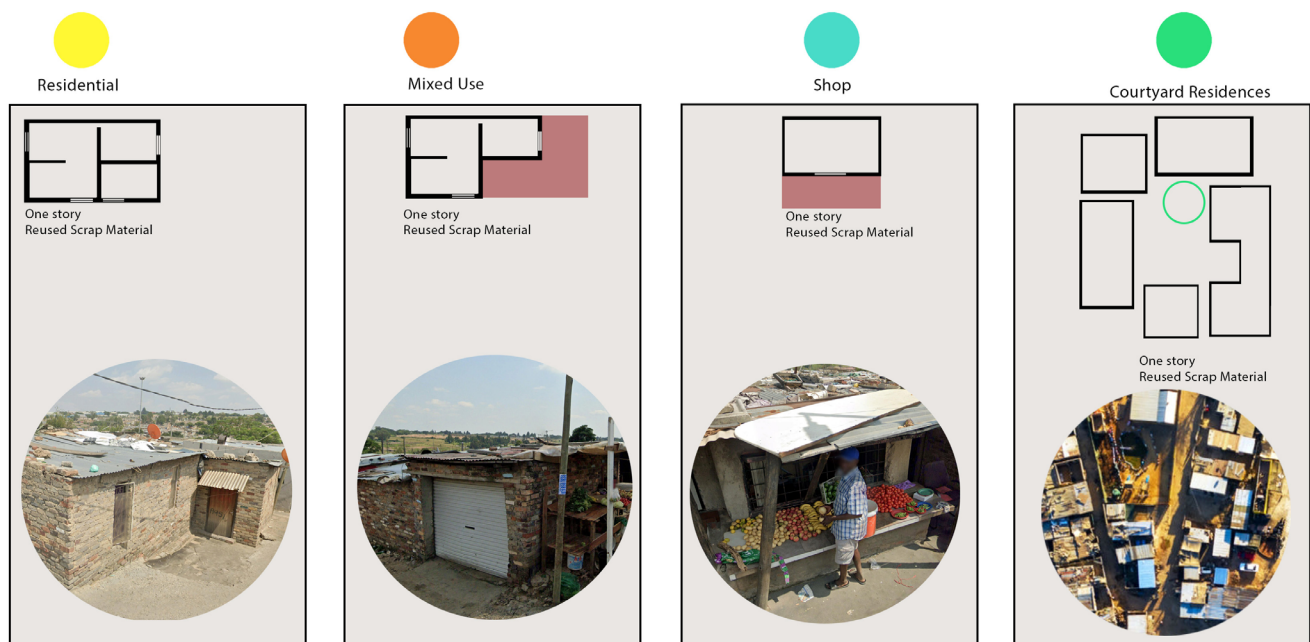 Residential
One story
Reused Scrap Material
Mixed Use
One story
Reused Scrap Material
Shop
One story
Reused Scrap Material
Courtyard Residences
One story
Reused Scrap Material